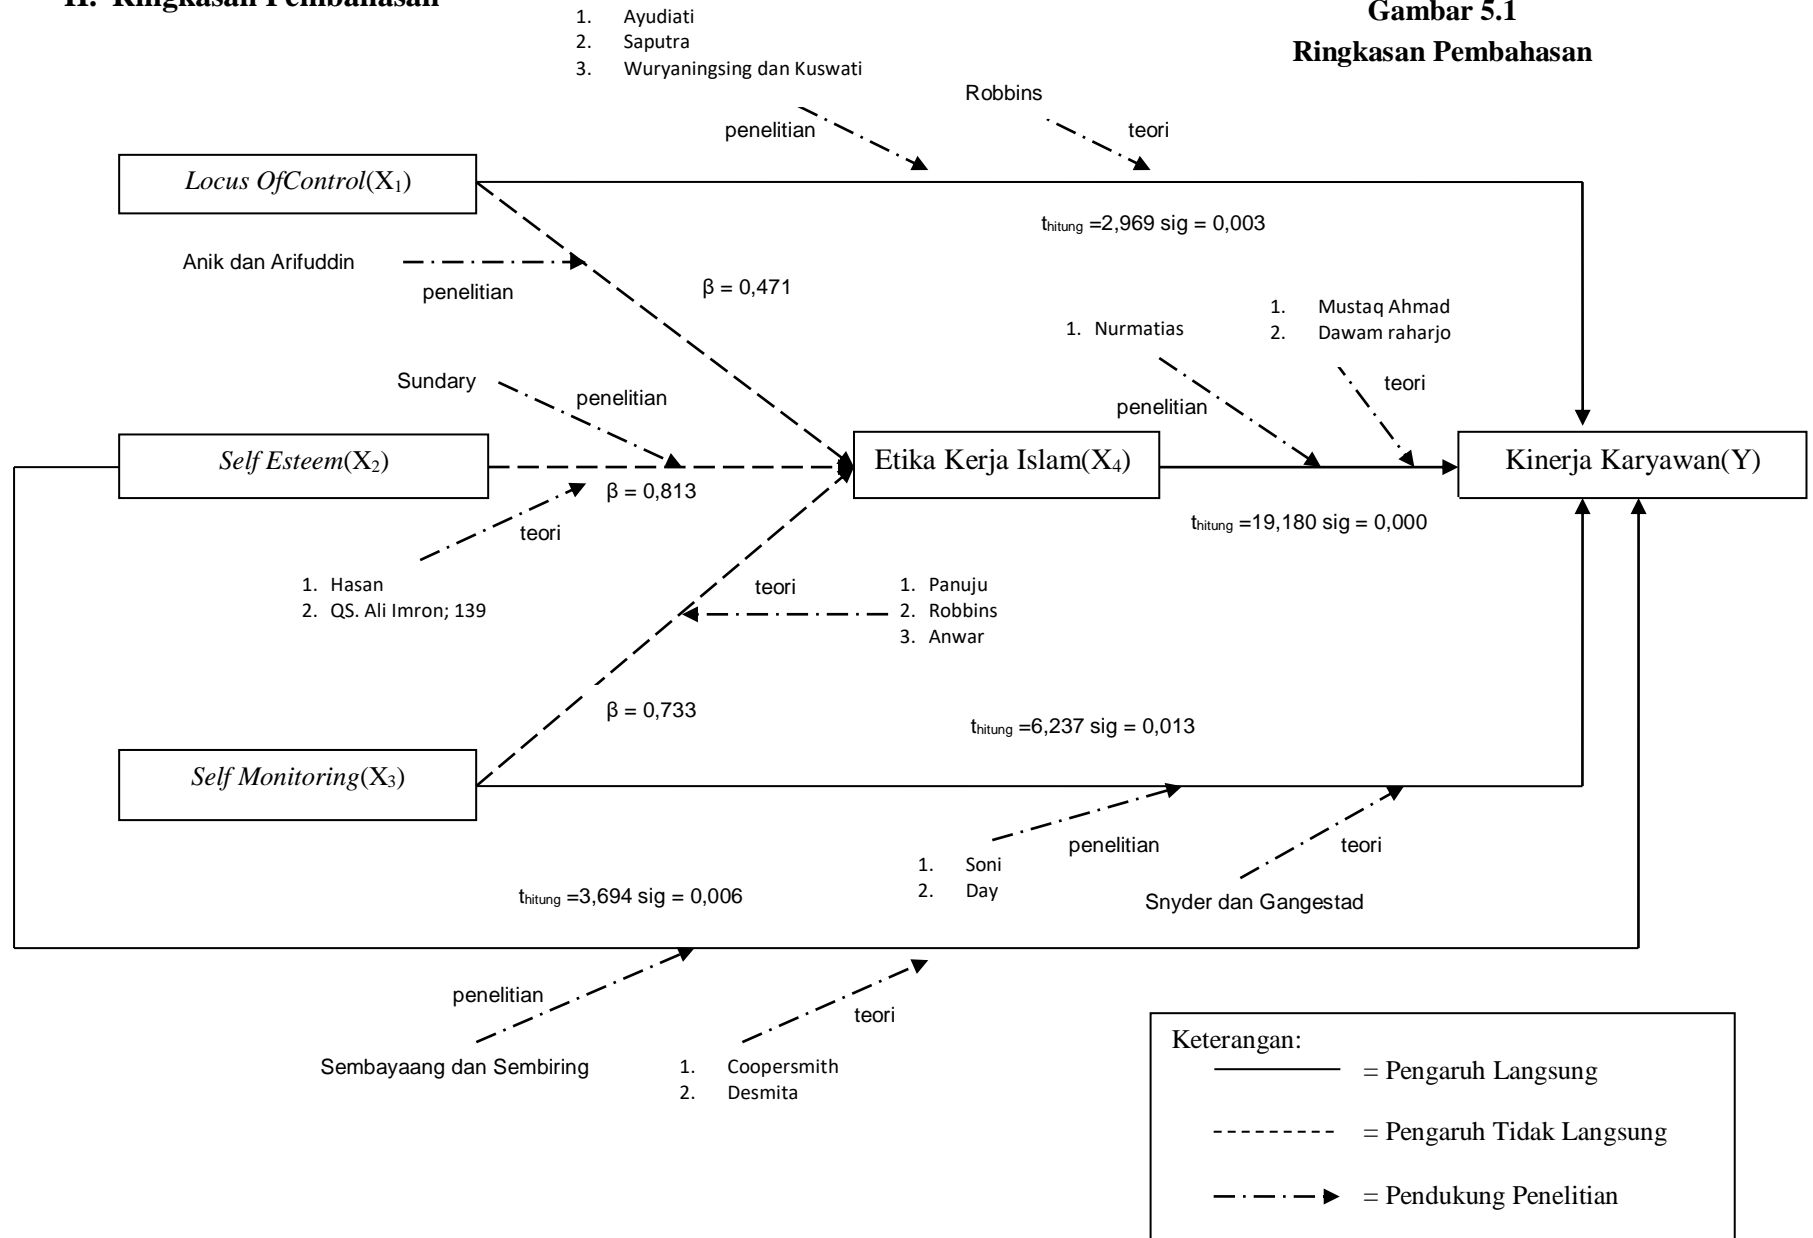 H. Ringkasan Pembahasan
Gambar 5.1
Ringkasan Pembahasan
1. Ayudiati
2. Saputra
3. Wuryaningsing dan Kuswati
Robbins
penelitian
teori
Locus OfControl(X₁)
thitung =2,969 sig = 0,003
Anik dan Arifuddin
penelitian
β = 0,471
1. Nurmatias
1. Mustaq Ahmad
2. Dawam raharjo
Sundary
penelitian
penelitian
teori
Self Esteem(X₂)
Etika Kerja Islam(X₄)
Kinerja Karyawan(Y)
β = 0,813
thitung =19,180 sig = 0,000
teori
1. Hasan
2. QS. Ali Imron; 139
teori
1. Panuju
2. Robbins
3. Anwar
β = 0,733
thitung =6,237 sig = 0,013
Self Monitoring(X₃)
penelitian
teori
1. Soni
2. Day
Snyder dan Gangestad
thitung =3,694 sig = 0,006
penelitian
teori
Sembayaang dan Sembiring
1. Coopersmith
2. Desmita
Keterangan:
= Pengaruh Langsung
= Pengaruh Tidak Langsung
= Pendukung Penelitian